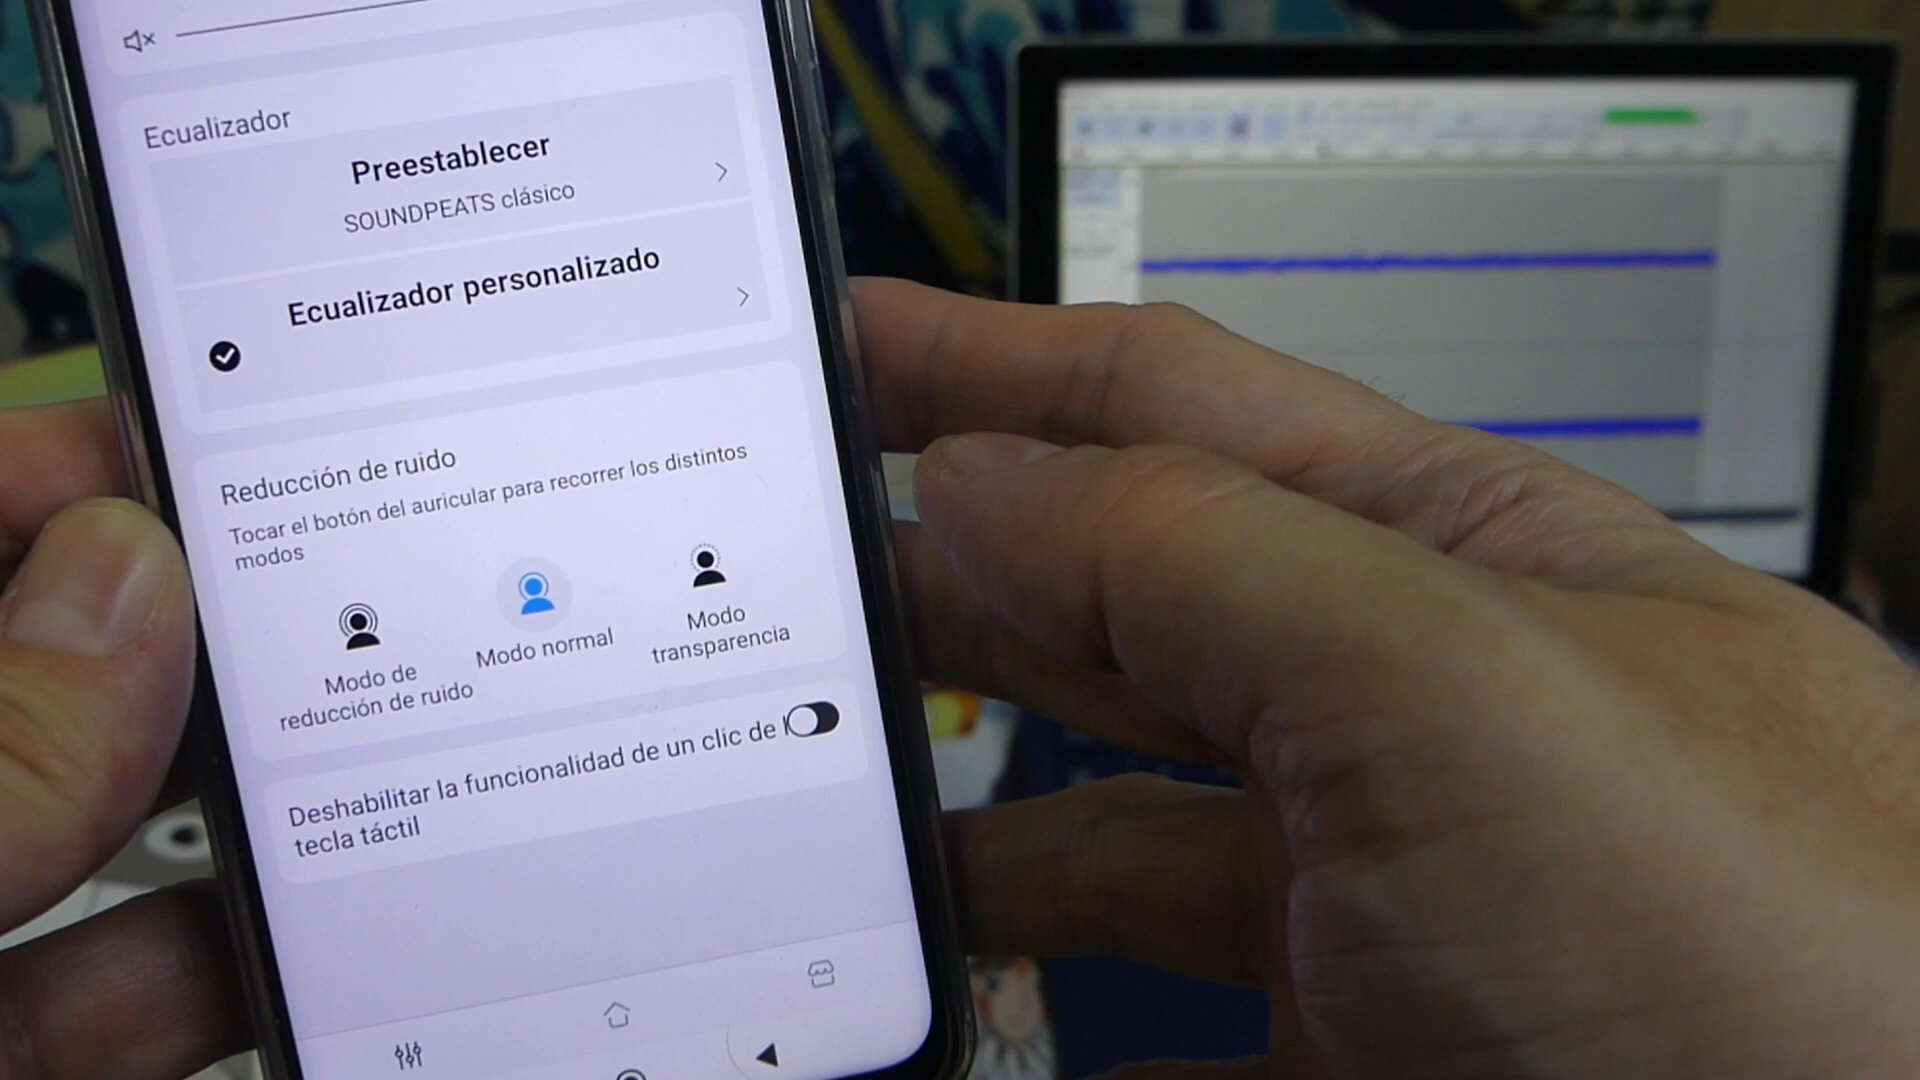 Ecualizador
Preestablecer
SOUNDPEATS clásico
Ecualizador personalizado
Reducción de ruido
Tocar el botón del auricular para recorrer los distintos
modos
Modo de
reducción de ruido
Modo normal
Modo
transparencia
Deshabilitar la funcionalidad de un clic de
tecla táctil